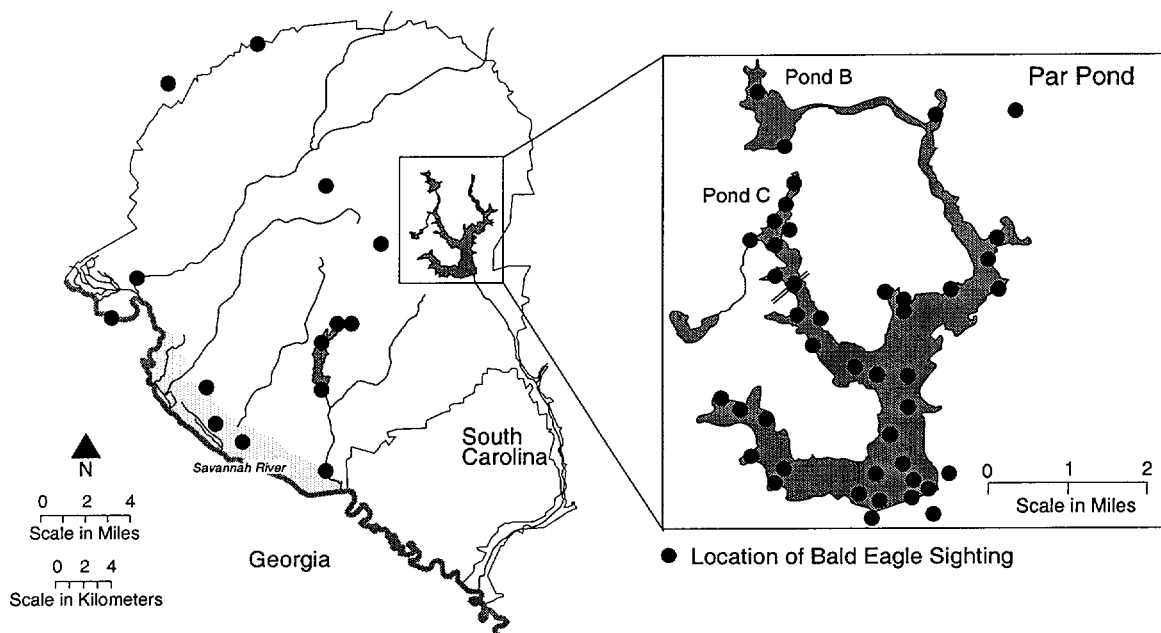 Pond B
Par Pond
Pond C
0 1 2
Scale in Miles
South
Carolina
Savannah River
N
0 2 4
Scale in Miles
0 2 4
Scale in Kilometers
Georgia
Location of Bald Eagle Sighting